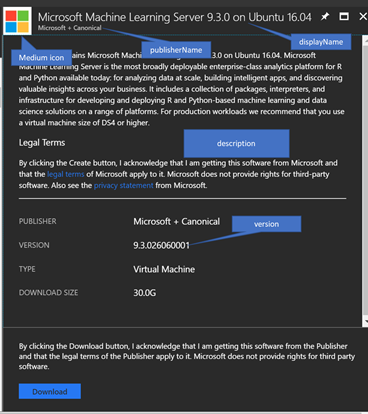 Microsoft Machine Learning Server 9.3.0 on Ubuntu 16.04
Microsoft + Canonical
displayName
publisherName
Medium icon
ains Microsoft Machi 3.0 on Ubuntu 16.04. Microsoft
Machine Learning Server is the most broadly deployable enterprise-class analytics platform for R
and Python available today: for analyzing data at scale, building intelligent apps, and discovering
valuable insights across your business. It includes a collection of packages, interpreters, and
infrastructure for developing and deploying R and Python-based machine learning and data
science solutions on a range of platforms. For production workloads we recommend that you use
a virtual machine size of DS4 or higher.
Legal Terms
description
By clicking the Create button, I acknowledge that I am getting this software from Microsoft and
that the legal terms of Microsoft apply to it. Microsoft does not provide rights for third-party
software. Also see the privacy statement from Microsoft.
PUBLISHER Microsoft + Canonical
version
VERSION 9.3.026060001
TYPE Virtual Machine
DOWNLOAD SIZE 30.0G
By clicking the Download button, I acknowledge that I am getting this software from the Publisher
and that the legal terms of the Publisher apply to it. Microsoft does not provide rights for third party
software.
Download